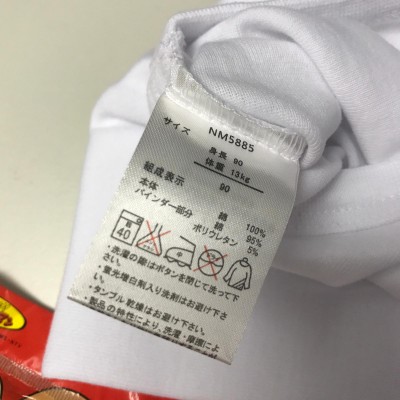 NM5885
サイズ
身長 90
体重 13kg
90
組成表示
本体 綿 100%
バインダー部分 綿 95%
ポリウレタン 5%
40
・洗濯の際はボタンを閉じて洗って下さい。
・蛍光増白剤入り洗剤はお避け下さい
・タンブル乾燥はお避け下さい
・製品の特性により、洗濯・摩擦によ